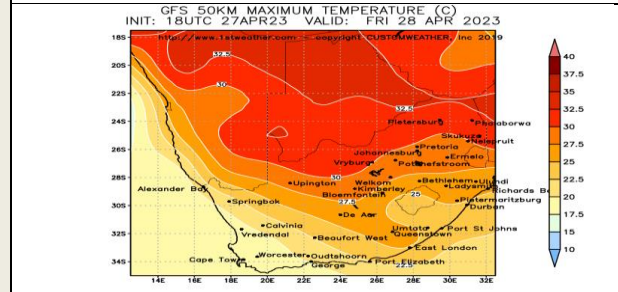 GFS 50KM MAXIMUM TEMPERATURE (C)
INIT: 18UTC 27APR23 VALID: FRI 28 APR 2023
http://www.1stweather.com -- copyright CUSTOMWEATHER, Inc 2019
18S
20S
22S
24S
26S
28S
30S
32S
34S
32.5
30
32.5
Pietersburg
Phalaborwa
Skukuza
Nelspruit
Pretoria
Johannesburg
Ermelo
Vryburg
Potchefstroom
30
Upington
Welkom
Bethlehem
Ulundi
Alexander Bay
Kimberley
Ladysmith
Bloemfontein
25
Richards B
Springbok
27.5
Pietermaritzburg
Durban
De Aar
Calvinia
Umtata
Port St Johns
Vredendal
Beaufort West
Queenstown
East London
Worcester
Oudtshoorn
Cape Town
George
Port Elizabeth
22.5
14E 16E 18E 20E 22E 24E 26E 28E 30E 32E
40
37.5
35
32.5
30
27.5
25
22.5
20
17.5
15
10